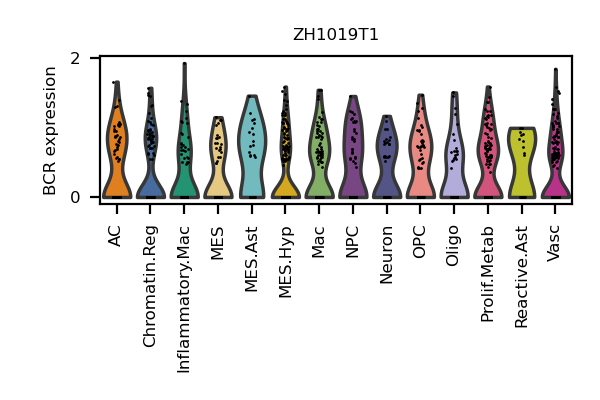 ZH1019T1
BCR expression
2
0
AC
Chromatin.Reg
Inflammatory.Mac
MES
MES.Ast
MES.Hyp
Mac
NPC
Neuron
OPC
Oligo
Prolif.Metab
Reactive.Ast
Vasc